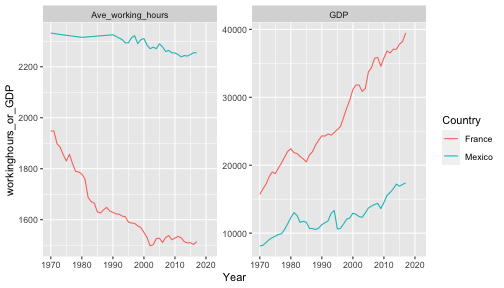 Ave_working_hours
GDP
workinghours_or_GDP
2200
2000
1800
1600
40000
30000
20000
10000
1970
1980
1990
2000
2010
2020
1970
1980
1990
2000
2010
2020
Year
Country
France
Mexico